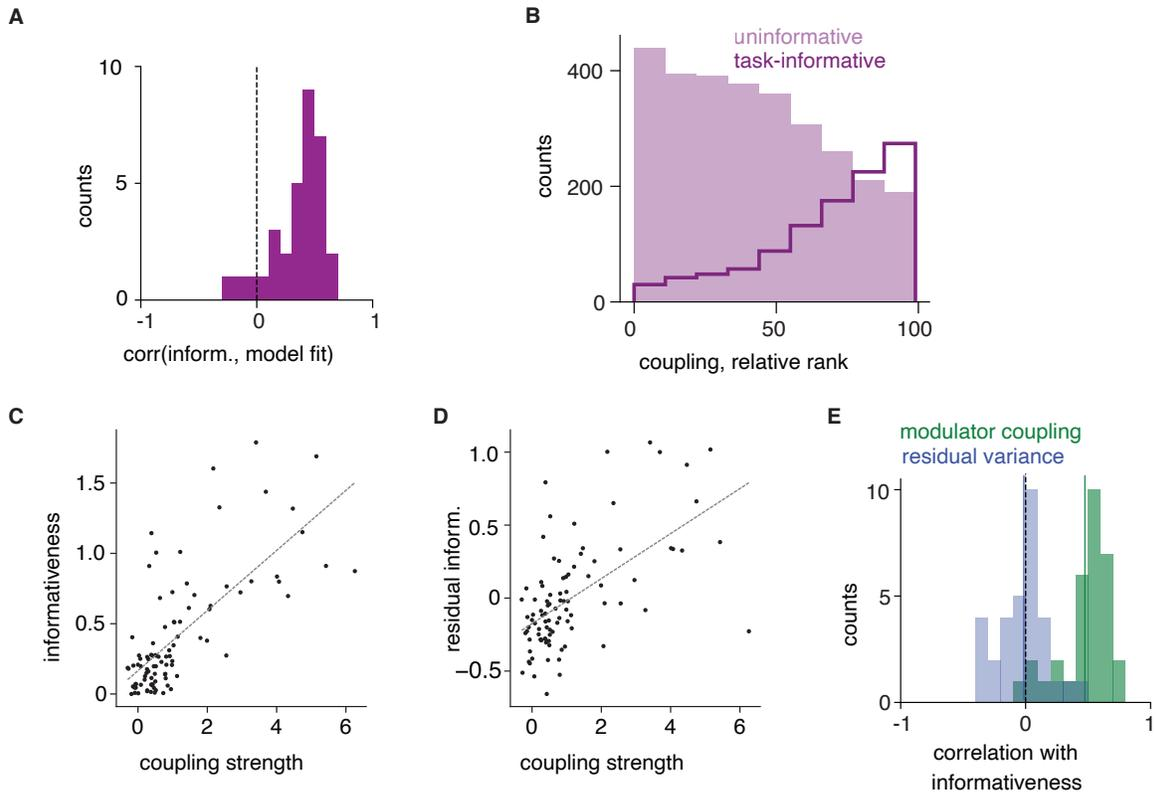 A
10
5
0
counts
-1
0
1
corr(inform., model fit)
B
uninformative
task-informative
400
200
0
counts
0
50
100
coupling, relative rank
C
1.5
1.0
0.5
0
informativeness
0
2
4
6
coupling strength
D
1.0
0.5
0
−0.5
residual inform.
0
2
4
6
coupling strength
E
modulator coupling
residual variance
10
5
0
counts
-1
0
1
correlation with
informativeness